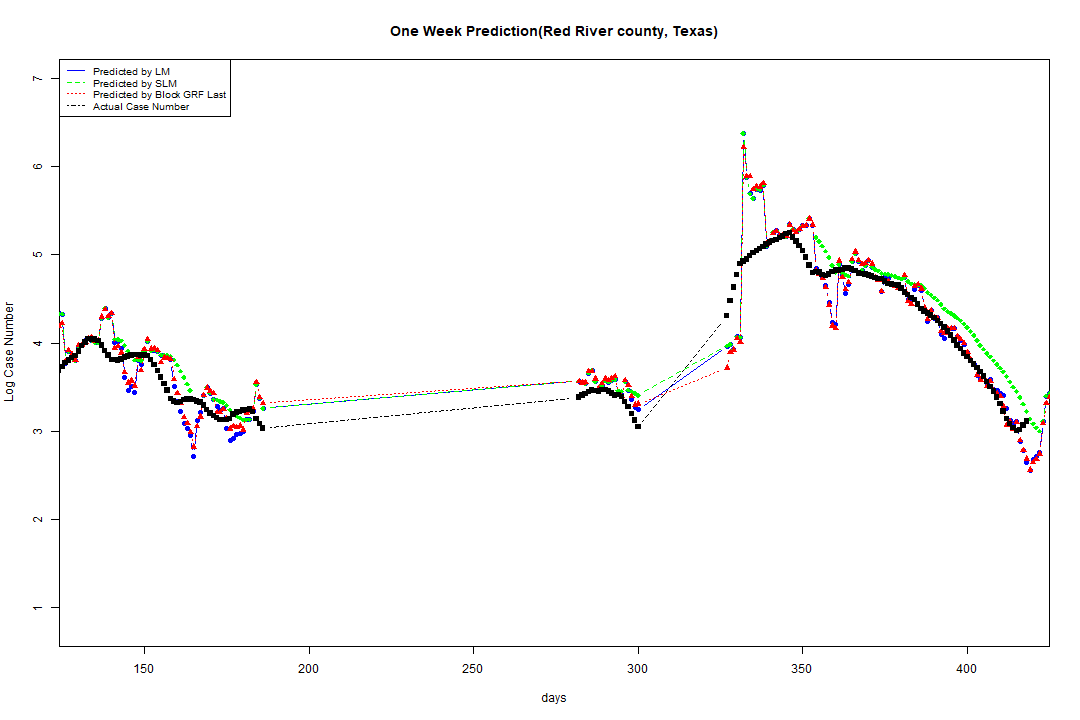 One Week Prediction(Red River county, Texas)
Predicted by LM
Predicted by SLM
Predicted by Block GRF Last
Actual Case Number
7
6
5
4
3
2
1
Log Case Number
150 200 250 300 350 400
days